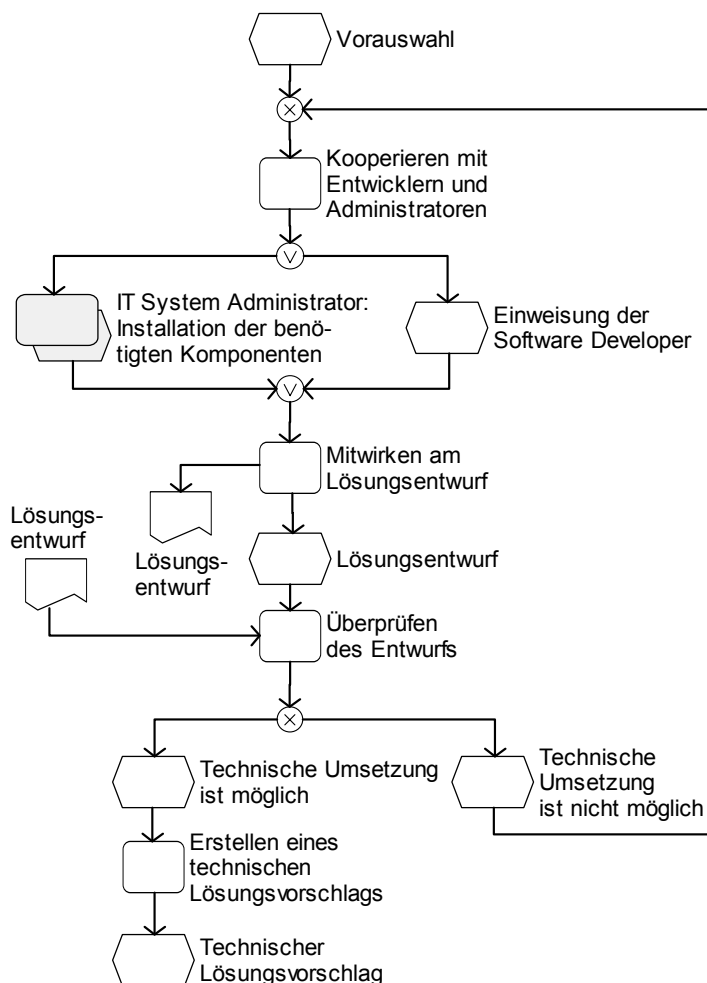 Vorauswahl
Kooperieren mit
Entwicklern und
Administratoren
IT System Administrator:
Installation der benö-
tigten Komponenten
Einweisung der
Software Developer
Mitwirken am
Lösungsentwurf
Lösungs-
entwurf
Lösungs-
entwurf
Lösungsentwurf
Überprüfen
des Entwurfs
Technische Umsetzung
ist möglich
Technische
Umsetzung
ist nicht möglich
Erstellen eines
technischen
Lösungsvorschlags
Technischer
Lösungsvorschlag